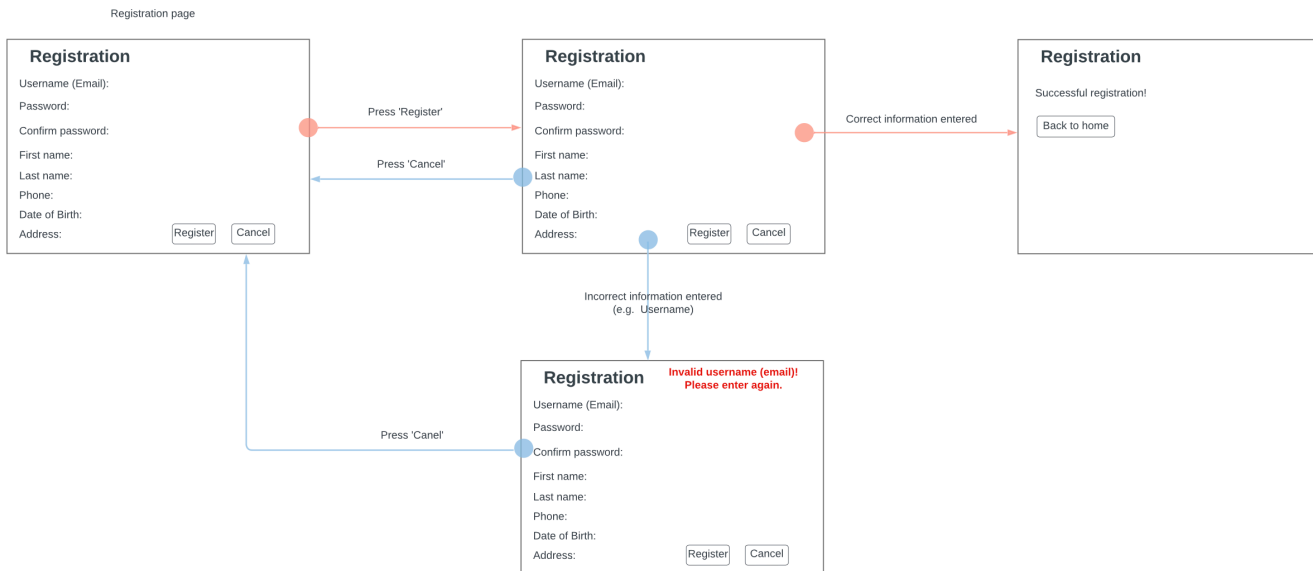 Registration page
Registration
Username (Email):
Password:
Confirm password:
First name:
Last name:
Phone:
Date of Birth:
Address:
Register
Cancel
Press 'Register'
Press 'Cancel'
Registration
Username (Email):
Password:
Confirm password:
First name:
Last name:
Phone:
Date of Birth:
Address:
Register
Cancel
Correct information entered
Registration
Successful registration!
Back to home
Incorrect information entered
(e.g. Username)
Press 'Canel'
Registration
Invalid username (email)!
Please enter again.
Username (Email):
Password:
Confirm password:
First name:
Last name:
Phone:
Date of Birth:
Address:
Register
Cancel